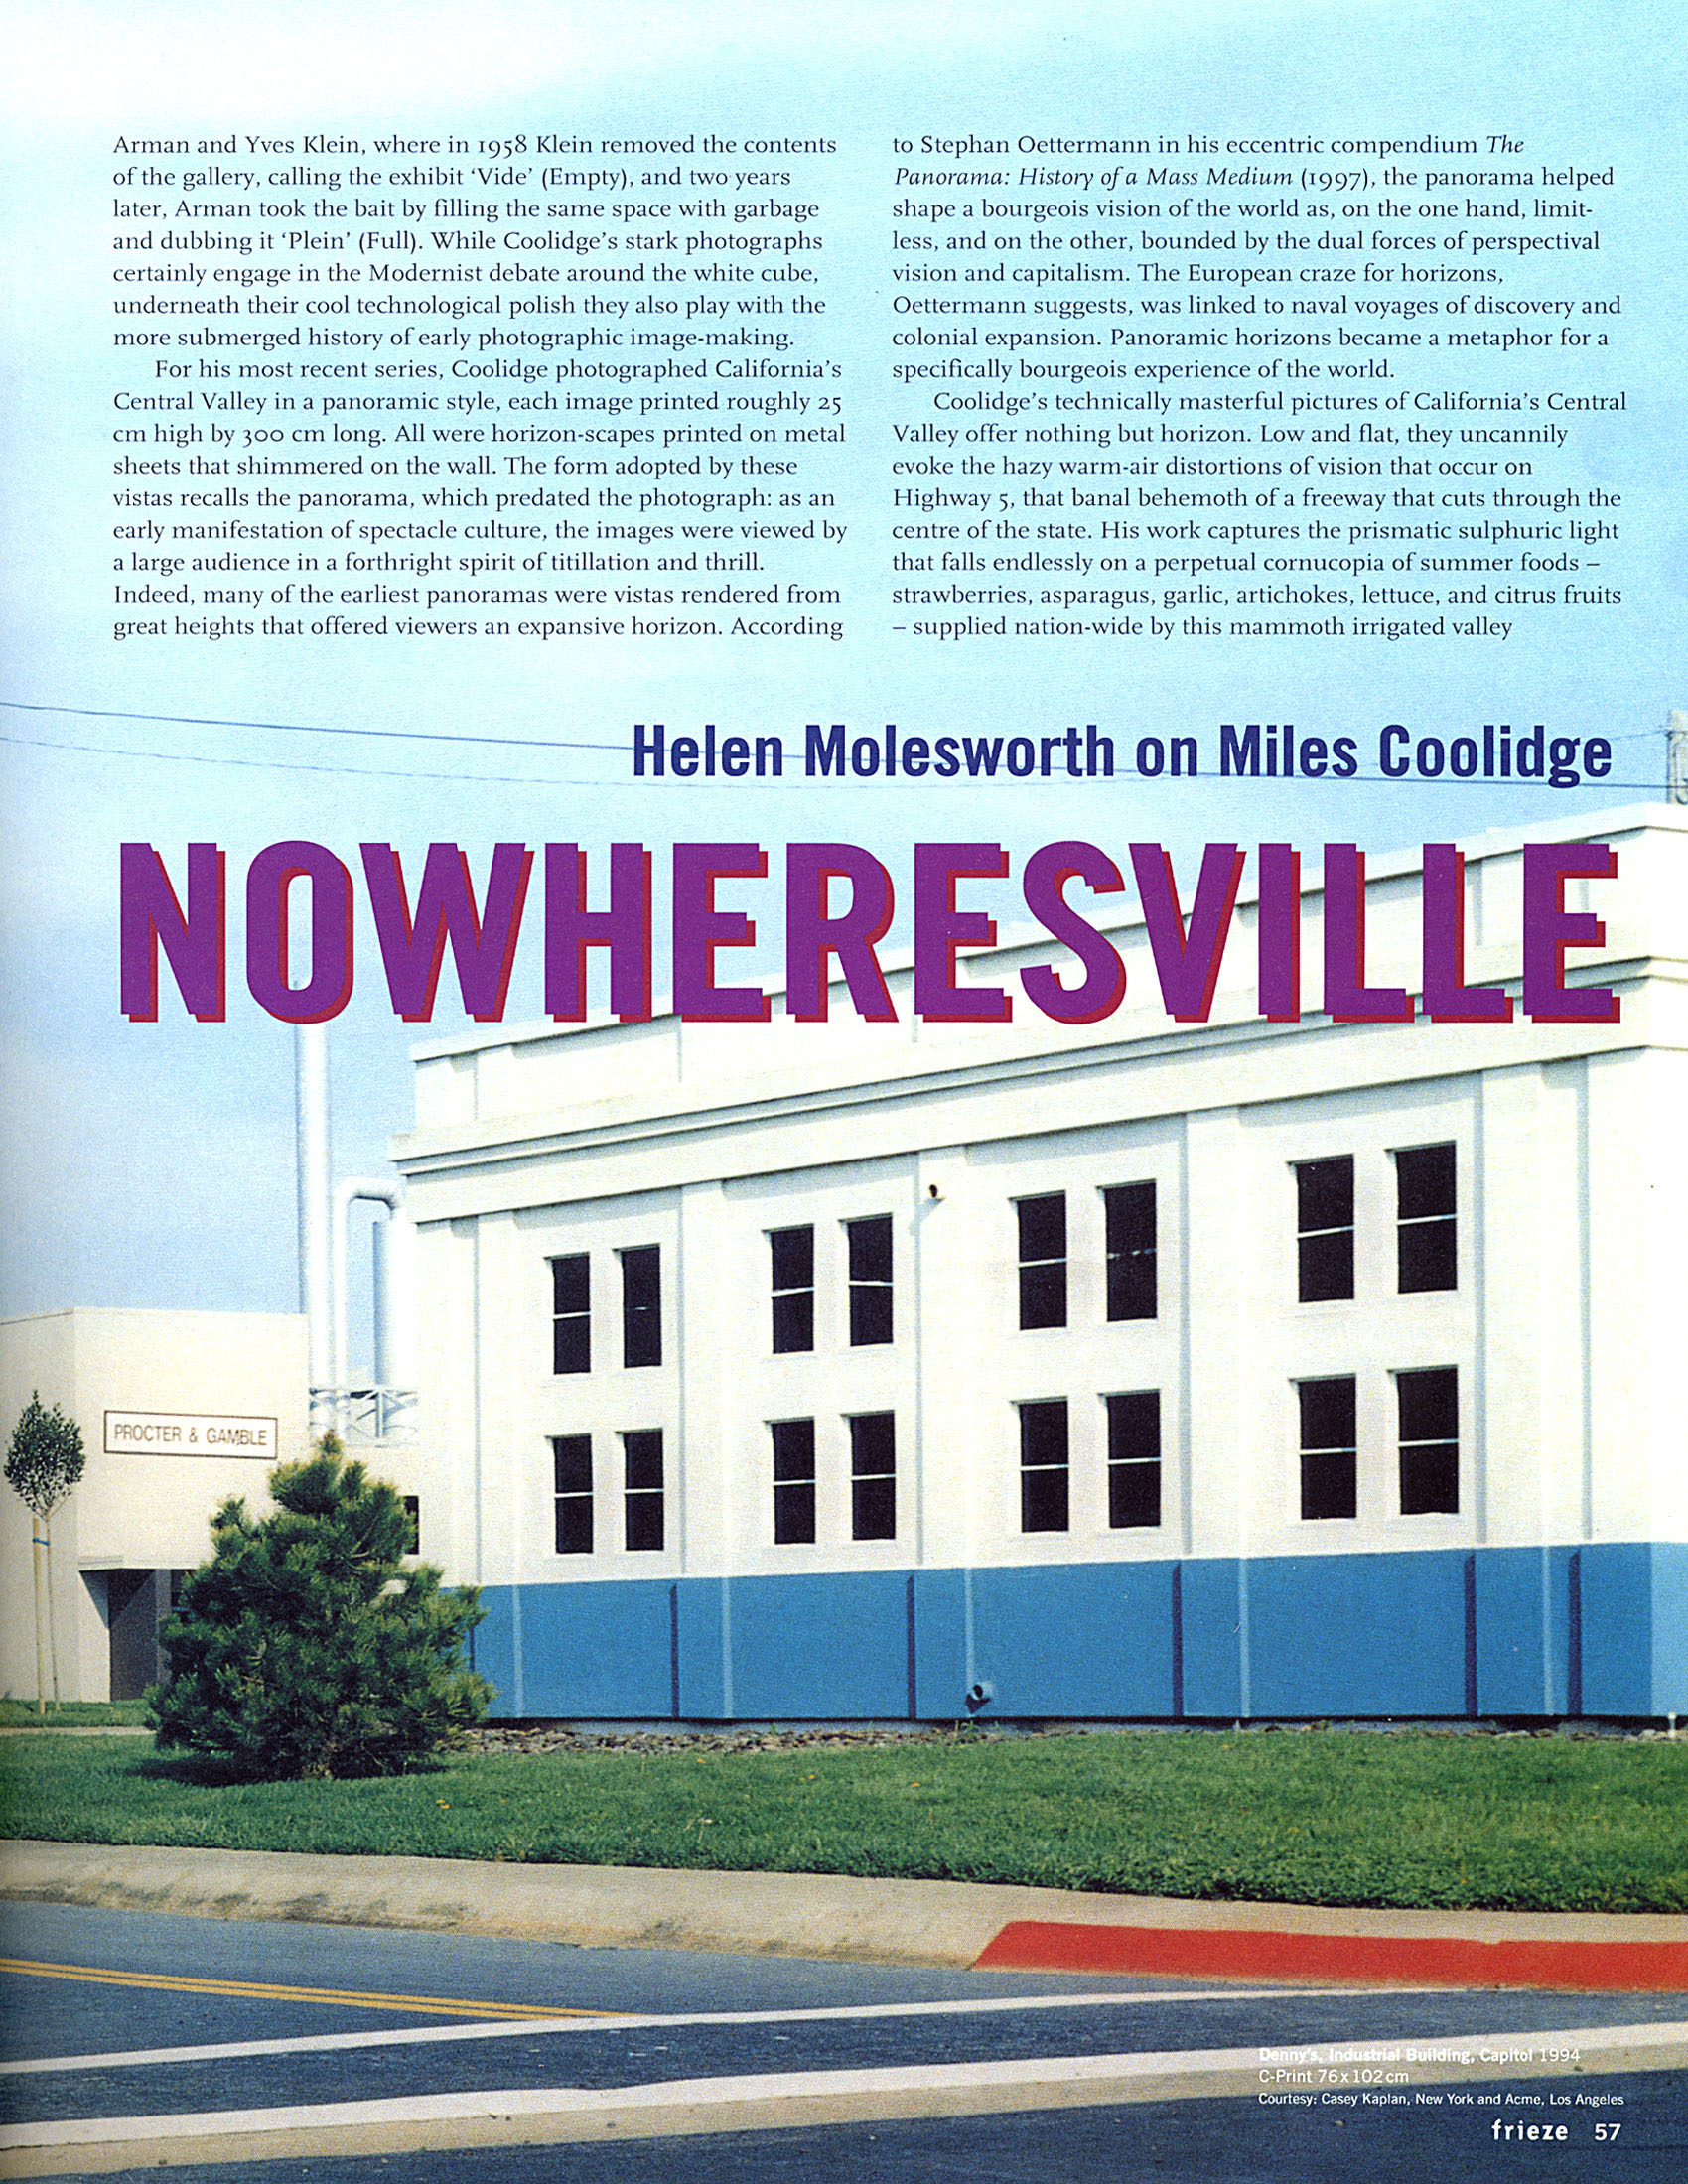 Arman and Yves Klein, where in 1958 Klein removed the contents
of the gallery, calling the exhibit ‘Vide’ (Empty), and two years
later, Arman took the bait by filling the same space with garbage
and dubbing it ‘Plein’ (Full). While Coolidge’s stark photographs
certainly engage in the Modernist debate around the white cube,
underneath their cool technological polish they also play with the
more submerged history of early photographic image-making.
For his most recent series, Coolidge photographed California’s
Central Valley in a panoramic style, each image printed roughly 25
cm high by 300 cm long. All were horizon-scapes printed on metal
sheets that shimmered on the wall. The form adopted by these
vistas recalls the panorama, which predated the photograph: as an
early manifestation of spectacle culture, the images were viewed by
a large audience in a forthright spirit of titillation and thrill.
Indeed, many of the earliest panoramas were vistas rendered from
great heights that offered viewers an expansive horizon. According
to Stephan Oettermann in his eccentric compendium The
Panorama: History of a Mass Medium (1997), the panorama helped
shape a bourgeois vision of the world as, on the one hand, limit-
less, and on the other, bounded by the dual forces of perspectival
vision and capitalism. The European craze for horizons,
Oettermann suggests, was linked to naval voyages of discovery and
colonial expansion. Panoramic horizons became a metaphor for a
specifically bourgeois experience of the world.
Coolidge’s technically masterful pictures of California’s Central
Valley offer nothing but horizon. Low and flat, they uncannily
evoke the hazy warm-air distortions of vision that occur on
Highway 5, that banal behemoth of a freeway that cuts through the
centre of the state. His work captures the prismatic sulphuric light
that falls endlessly on a perpetual cornucopia of summer foods –
strawberries, asparagus, garlic, artichokes, lettuce, and citrus fruits
– supplied nation-wide by this mammoth irrigated valley
Helen Molesworth on Miles Coolidge
NOWHERESVILLE
PROCTER & GAMBLE
Denny's, Industrial Building, Capitol 1994
C-Print 76 x 102 cm
Courtesy: Casey Kaplan, New York and Acme, Los Angeles
frieze 57